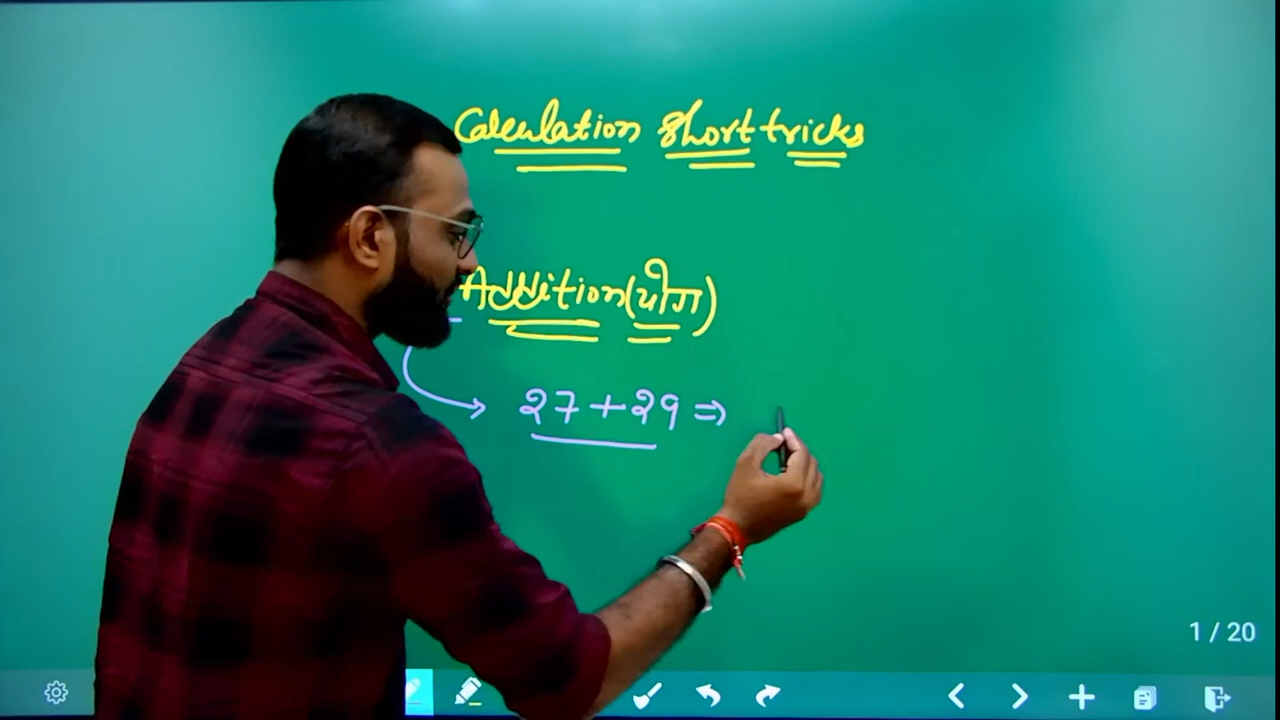 Calculation Short tricks
Addition (योग)
27 + 29 ⇒
1 / 20